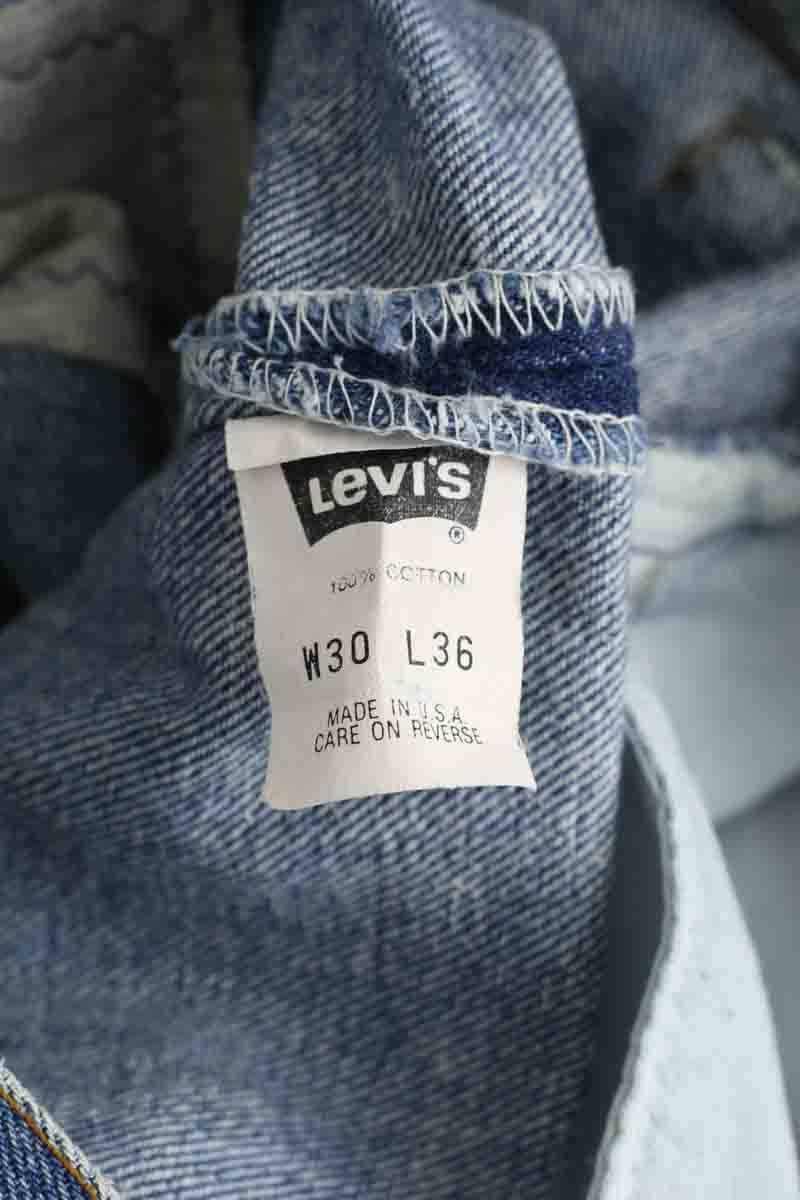 Levi's
®
100% COTTON
W30 L36
MADE IN U.S.A.
CARE ON REVERSE